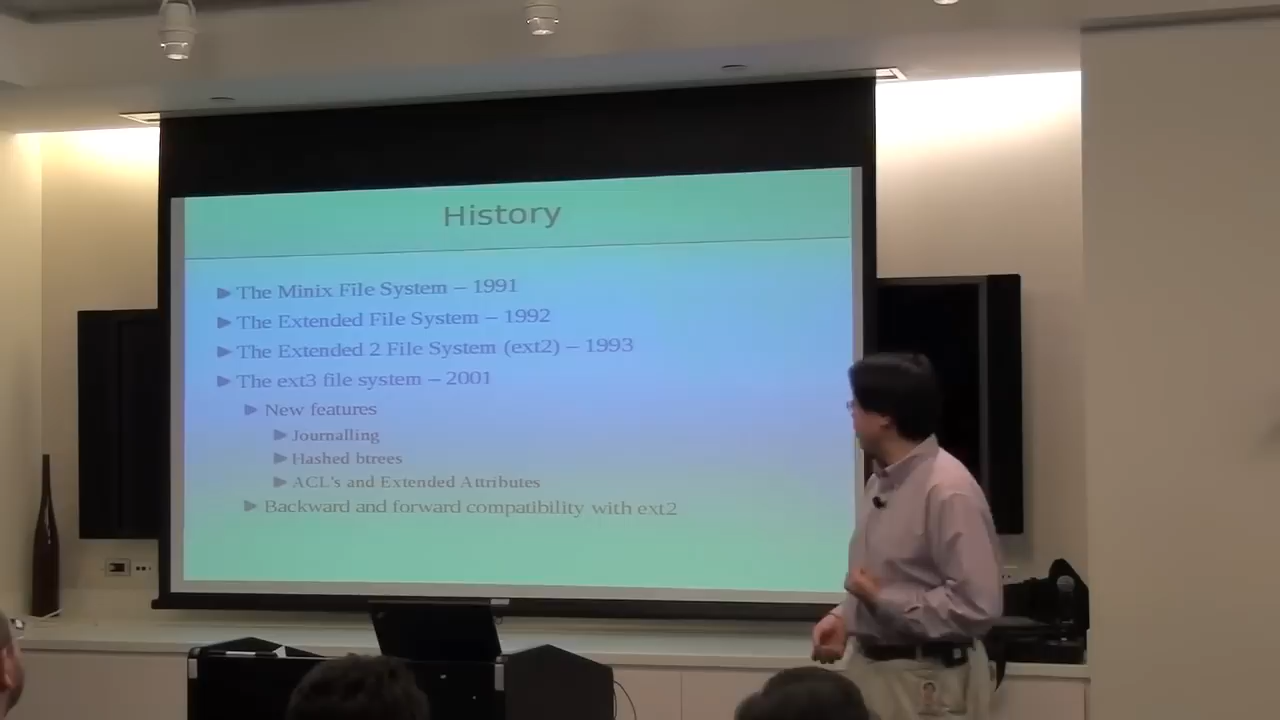 History
The Minix File System – 1991
The Extended File System – 1992
The Extended 2 File System (ext2) – 1993
The ext3 file system – 2001
New features
Journalling
Hashed btrees
ACL's and Extended Attributes
Backward and forward compatibility with ext2